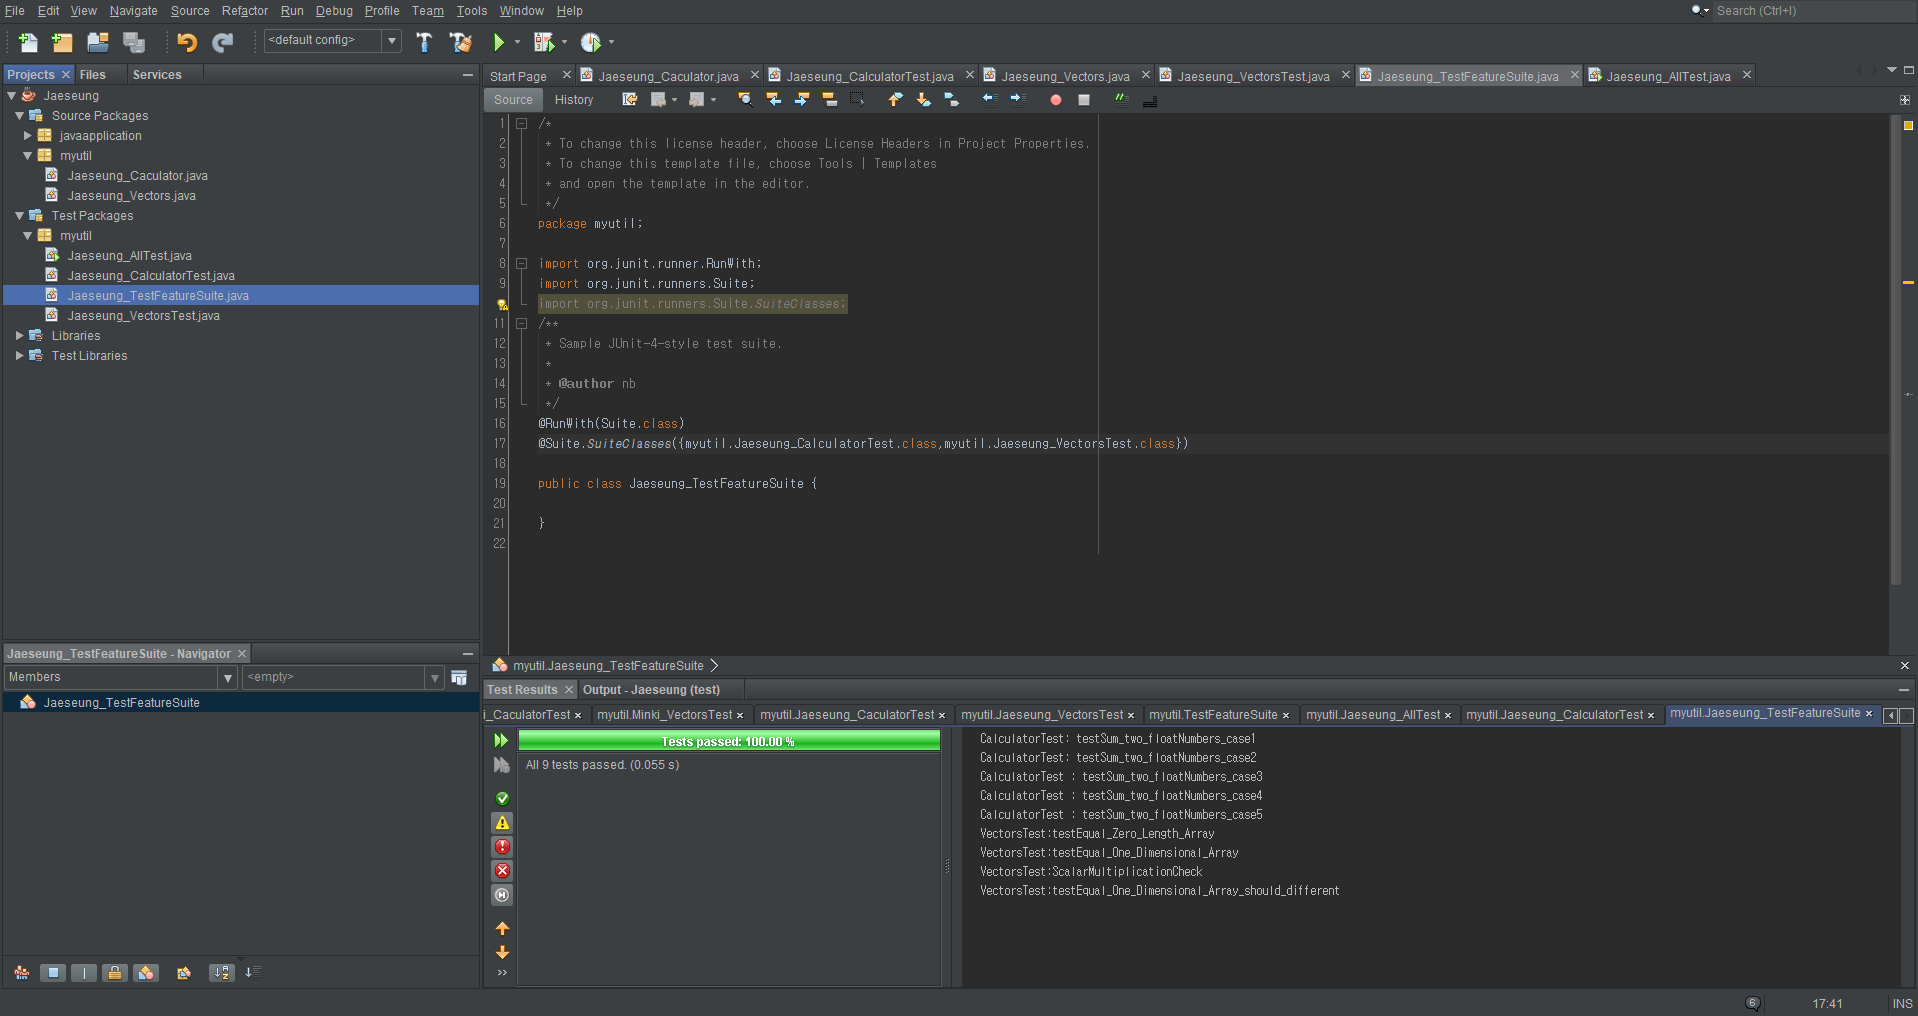 File Edit View Navigate Source Refactor Run Debug Profile Team Tools Window Help
Search (Ctrl+I)
<default config>
Projects Files Services
Jaeseung
Source Packages
javaapplication
myutil
Jaeseung_Caculator.java
Jaeseung_Vectors.java
Test Packages
myutil
Jaeseung_AllTest.java
Jaeseung_CalculatorTest.java
Jaeseung_TestFeatureSuite.java
Jaeseung_VectorsTest.java
Libraries
Test Libraries
Jaeseung_TestFeatureSuite - Navigator
Members
<empty>
Jaeseung_TestFeatureSuite
Start Page Jaeseung_Caculator.java Jaeseung_CalculatorTest.java Jaeseung_Vectors.java Jaeseung_VectorsTest.java Jaeseung_TestFeatureSuite.java Jaeseung_AllTest.java
Source History
1 /*
2 * To change this license header, choose License Headers in Project Properties.
3 * To change this template file, choose Tools | Templates
4 * and open the template in the editor.
5 */
6 package myutil;
7
8 import org.junit.runner.RunWith;
9 import org.junit.runners.Suite;
import org.junit.runners.Suite.SuiteClasses;
11 /**
12 * Sample JUnit-4-style test suite.
13 *
14 * @author nb
15 */
16 @RunWith(Suite.class)
17 @Suite.SuiteClasses({myutil.Jaeseung_CalculatorTest.class,myutil.Jaeseung_VectorsTest.class})
18
19 public class Jaeseung_TestFeatureSuite {
20
21 }
22
myutil.Jaeseung_TestFeatureSuite
Test Results Output - Jaeseung (test)
i_CaculatorTest myutil.Minki_VectorsTest myutil.Jaeseung_CaculatorTest myutil.Jaeseung_VectorsTest myutil.TestFeatureSuite myutil.Jaeseung_AllTest myutil.Jaeseung_CalculatorTest myutil.Jaeseung_TestFeatureSuite
Tests passed: 100.00 %
All 9 tests passed. (0.055 s)
CalculatorTest: testSum_two_floatNumbers_case1
CalculatorTest: testSum_two_floatNumbers_case2
CalculatorTest : testSum_two_floatNumbers_case3
CalculatorTest : testSum_two_floatNumbers_case4
CalculatorTest : testSum_two_floatNumbers_case5
VectorsTest:testEqual_Zero_Length_Array
VectorsTest:testEqual_One_Dimensional_Array
VectorsTest:ScalarMultiplicationCheck
VectorsTest:testEqual_One_Dimensional_Array_should_different
6 17:41 INS